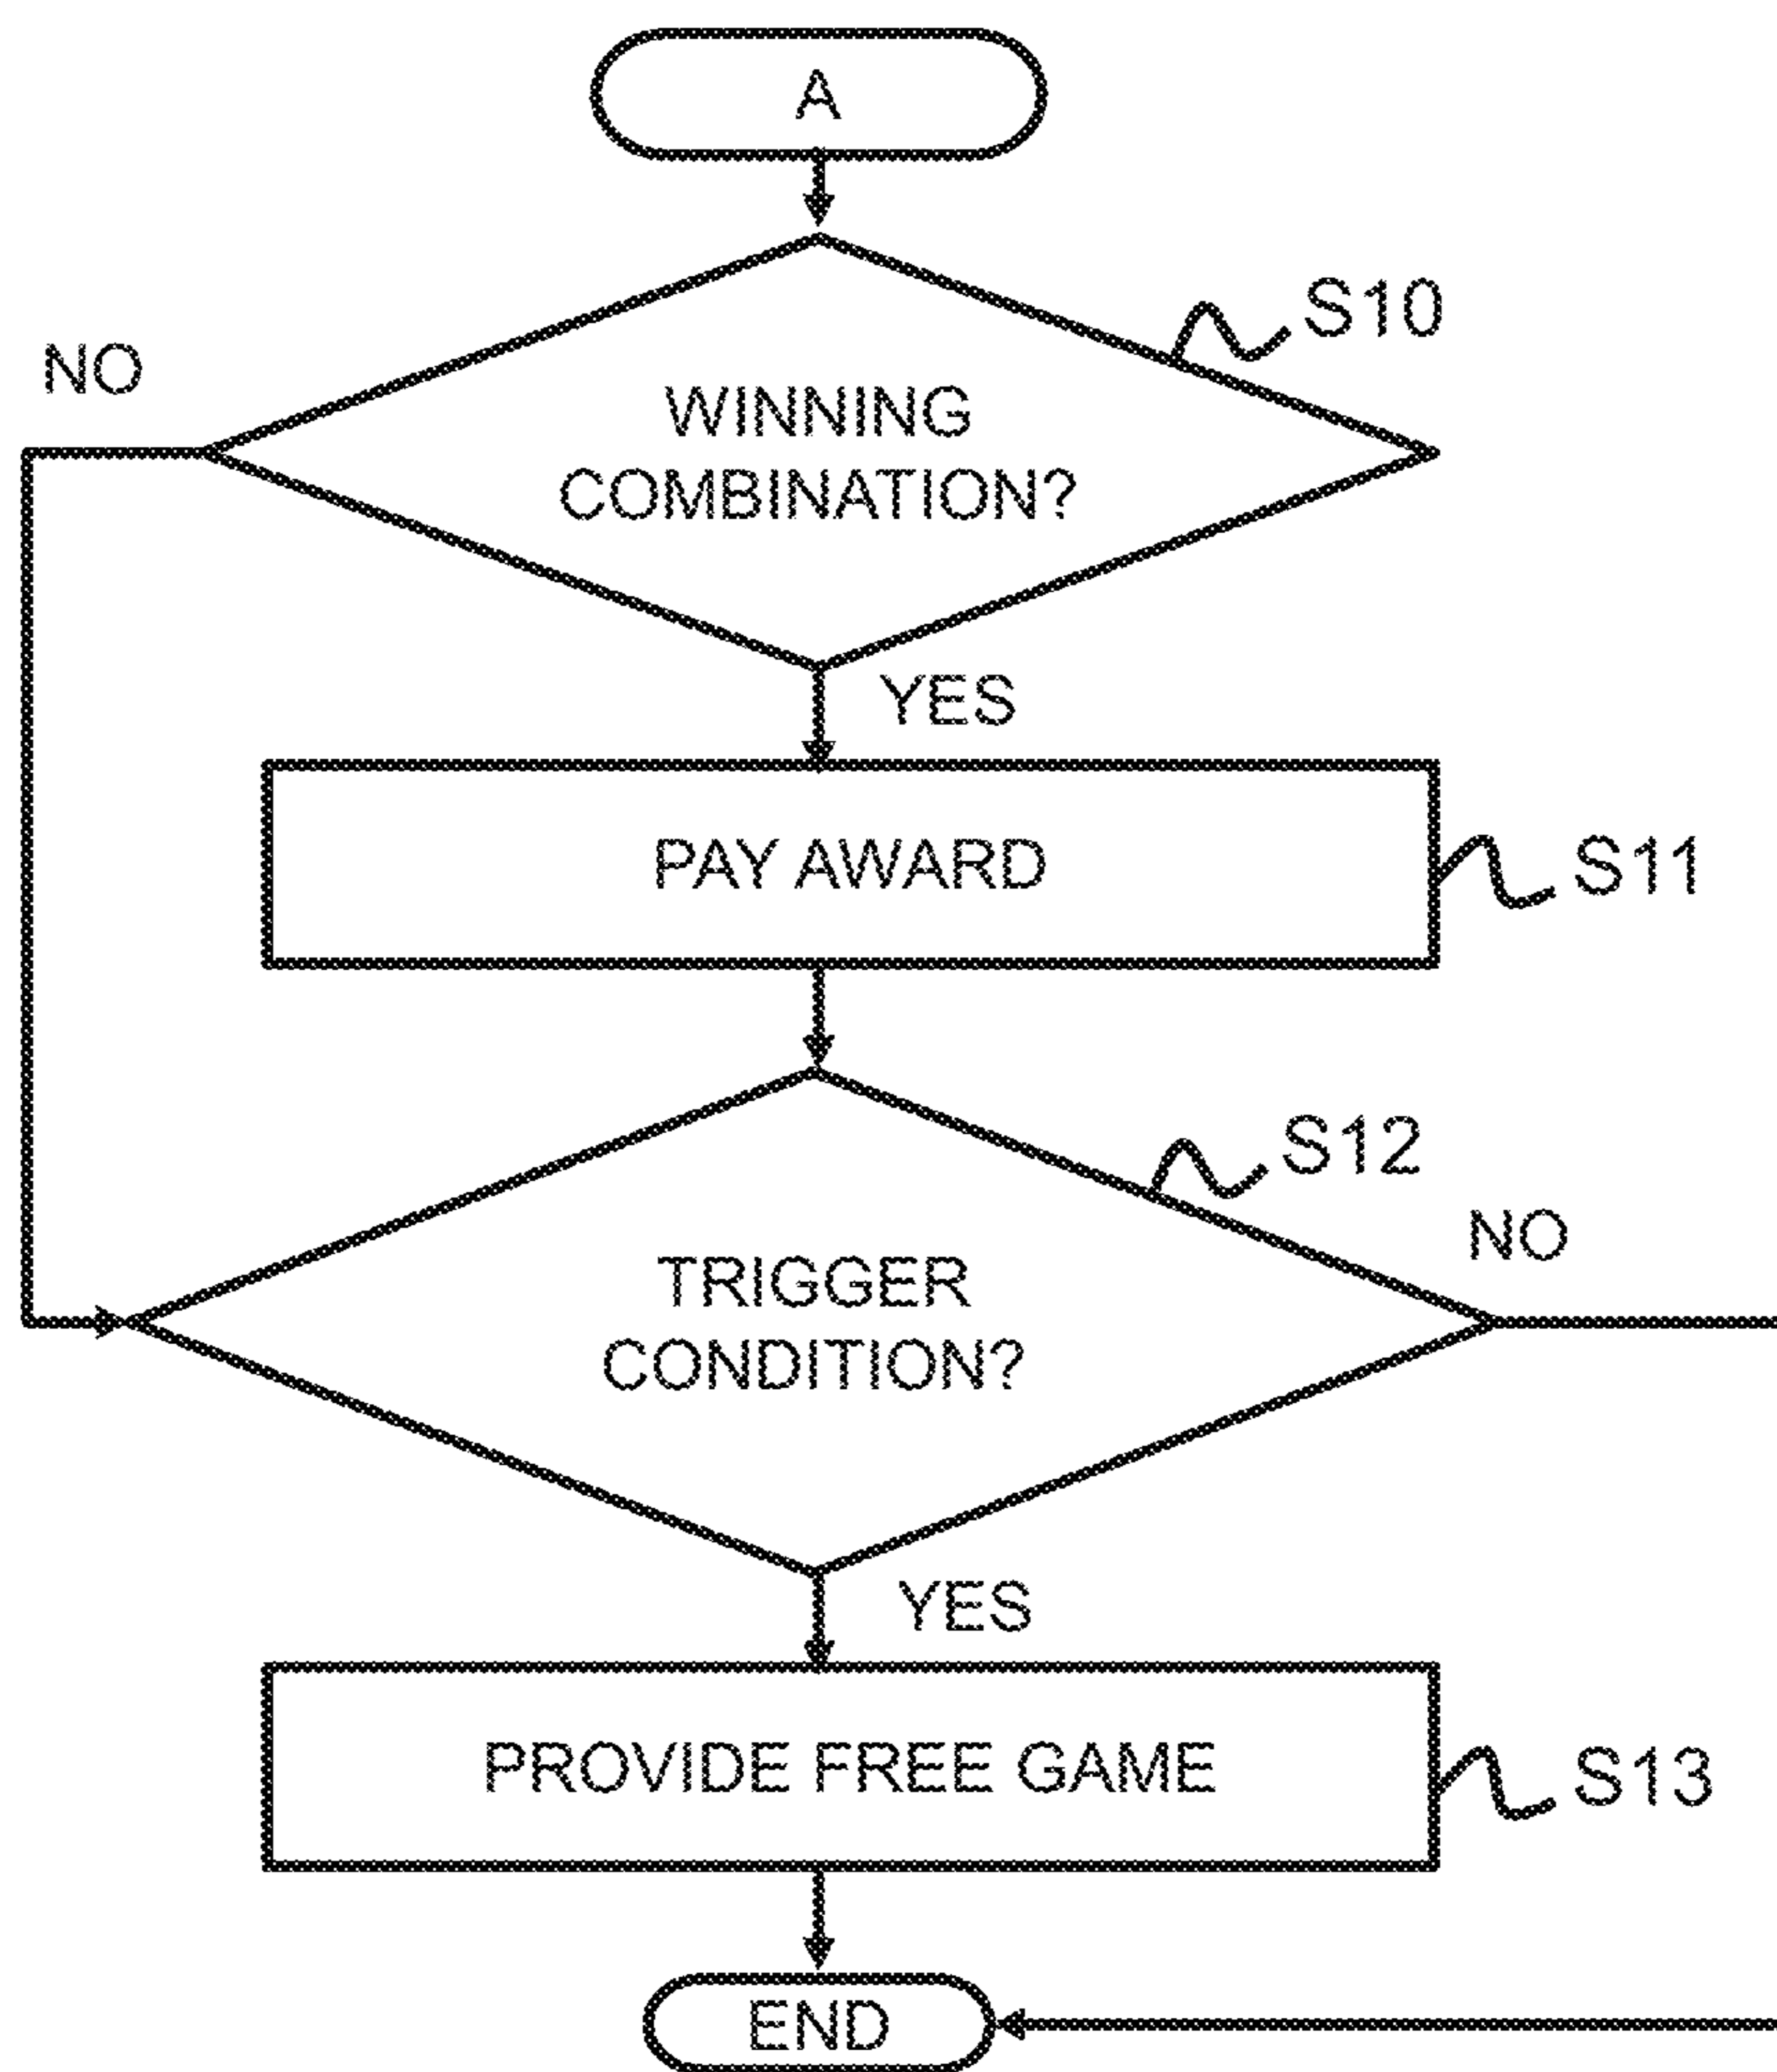 A
S10
NO
WINNING
COMBINATION?
YES
PAY AWARD
S11
S12
NO
TRIGGER
CONDITION?
YES
PROVIDE FREE GAME
S13
END